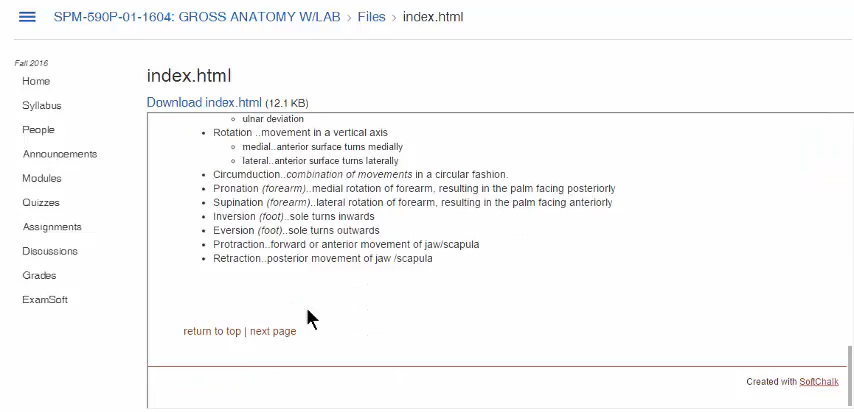 SPM-590P-01-1604: GROSS ANATOMY W/LAB > Files > index.html
Fall 2016
Home
Syllabus
People
Announcements
Modules
Quizzes
Assignments
Discussions
Grades
ExamSoft
index.html
Download index.html (12.1 KB)
ulnar deviation
Rotation ..movement in a vertical axis
medial..anterior surface turns medially
lateral..anterior surface turns laterally
Circumduction..combination of movements in a circular fashion.
Pronation (forearm)..medial rotation of forearm, resulting in the palm facing posteriorly
Supination (forearm)..lateral rotation of forearm, resulting in the palm facing anteriorly
Inversion (foot)..sole turns inwards
Eversion (foot)..sole turns outwards
Protraction..forward or anterior movement of jaw/scapula
Retraction..posterior movement of jaw /scapula
return to top | next page
Created with SoftChalk